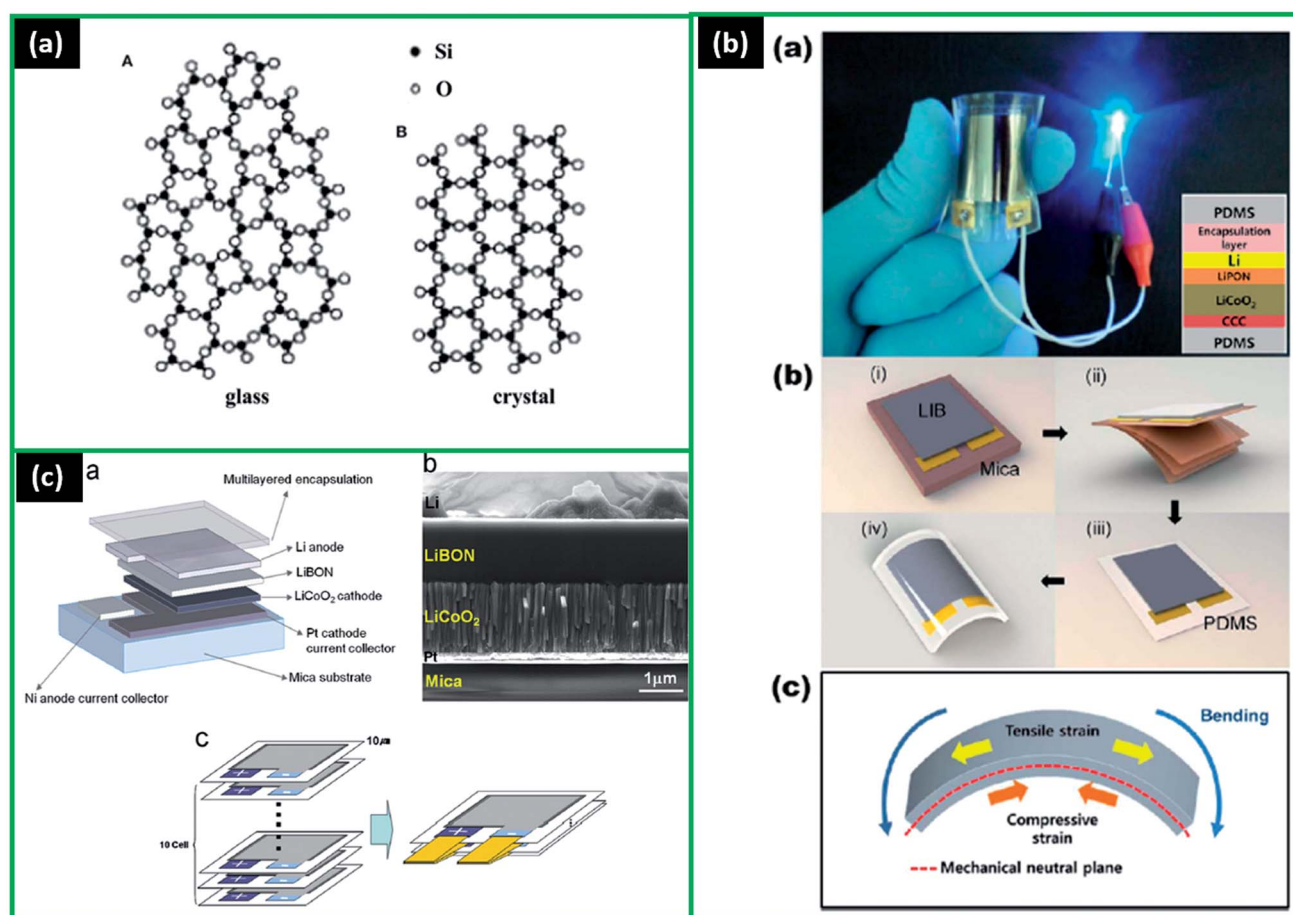 (a)
A
Si
O
B
glass
crystal
(b)
(a)
PDMS
Encapsulation
layer
Li
LiPON
LiCoO₂
CCC
PDMS
(b)
(i)
LIB
Mica
(ii)
(iii)
PDMS
(iv)
(c)
Tensile strain
Bending
Compressive
strain
Mechanical neutral plane
(c)
a
Multilayered encapsulation
Li anode
LiBON
LiCoO₂ cathode
Pt cathode
current collector
Mica substrate
Ni anode current collector
b
Li
LiBON
LiCoO₂
Pt
Mica
1μm
C
10㎛
10 Cell
+
-
+
-
+
-
+
-
+
-
+
-